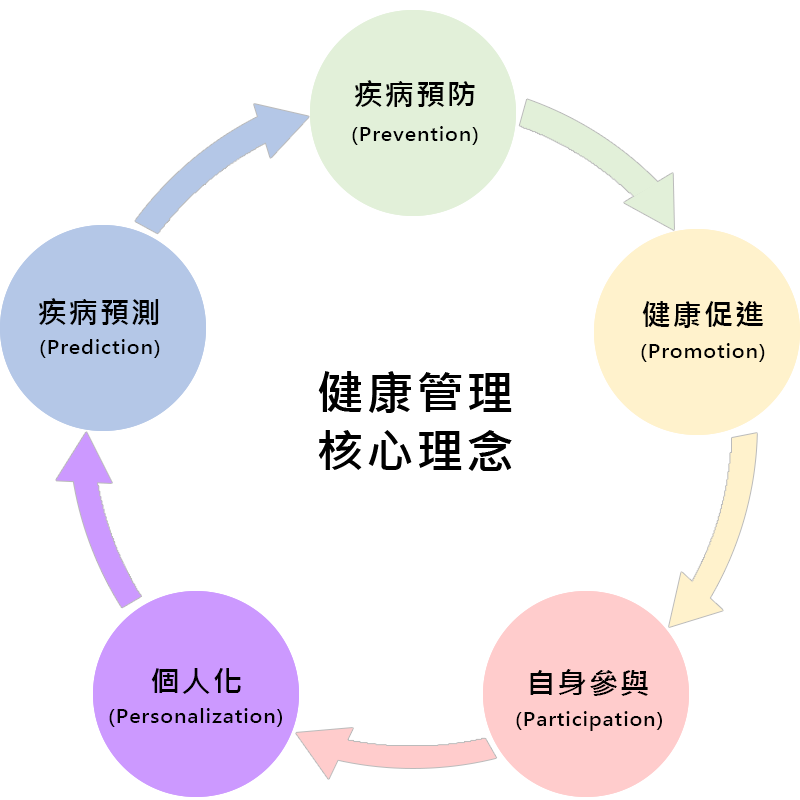 疾病預防
(Prevention)
健康促進
(Promotion)
自身參與
(Participation)
個人化
(Personalization)
疾病預測
(Prediction)
健康管理
核心理念